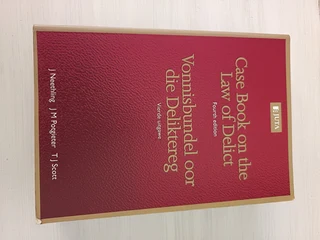 JUTA
Case Book on the
Law of Delict
Fourth edition
Vonnisbundel oor
die Deliktereg
Vierde uitgawe
J Neethling J M Potgieter T J Scott